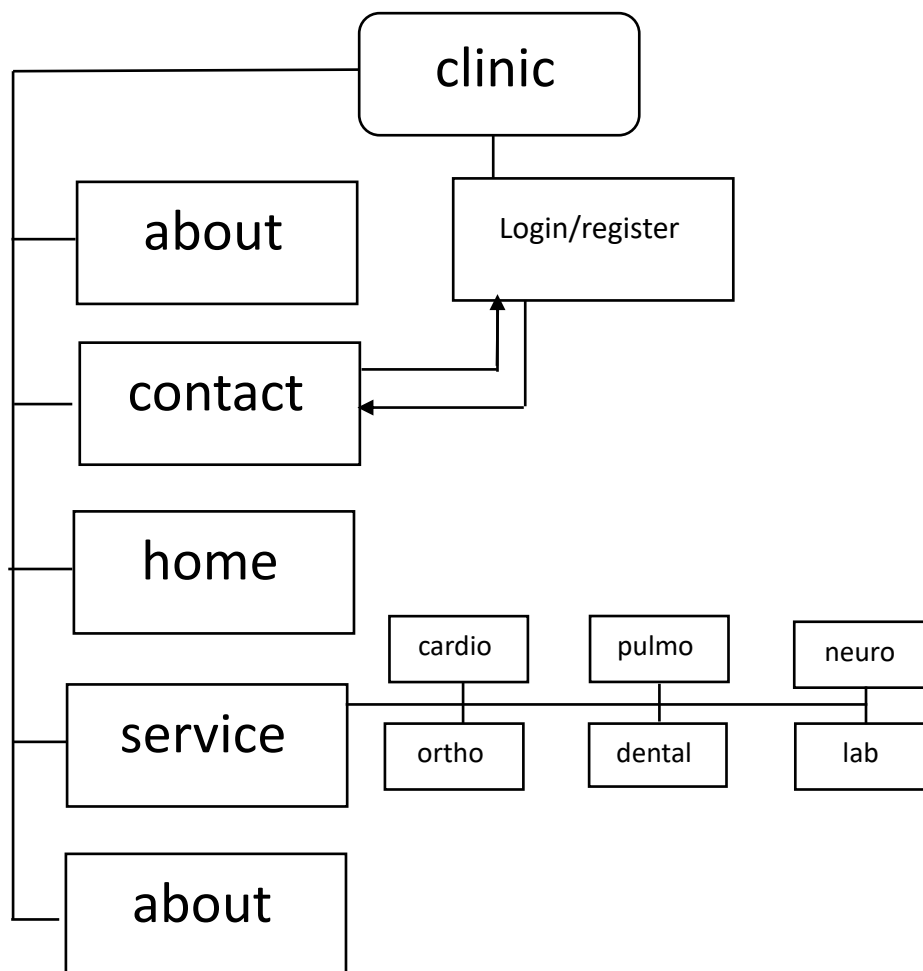 clinic
about
Login/register
contact
home
cardio
pulmo
neuro
service
ortho
dental
lab
about